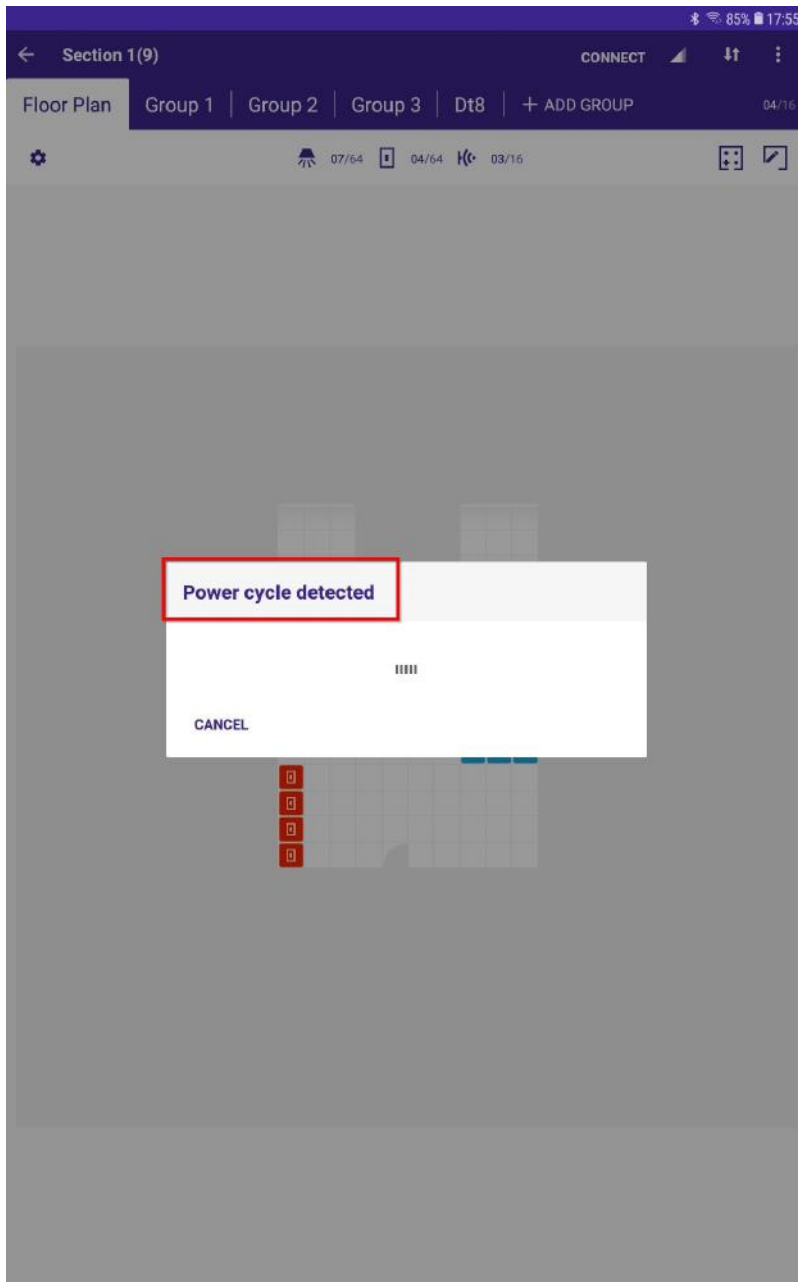 85% 17:55
Section 1(9) CONNECT
Floor Plan Group 1 Group 2 Group 3 Dt8 + ADD GROUP 04/16
07/64 04/64 03/16
Power cycle detected
CANCEL